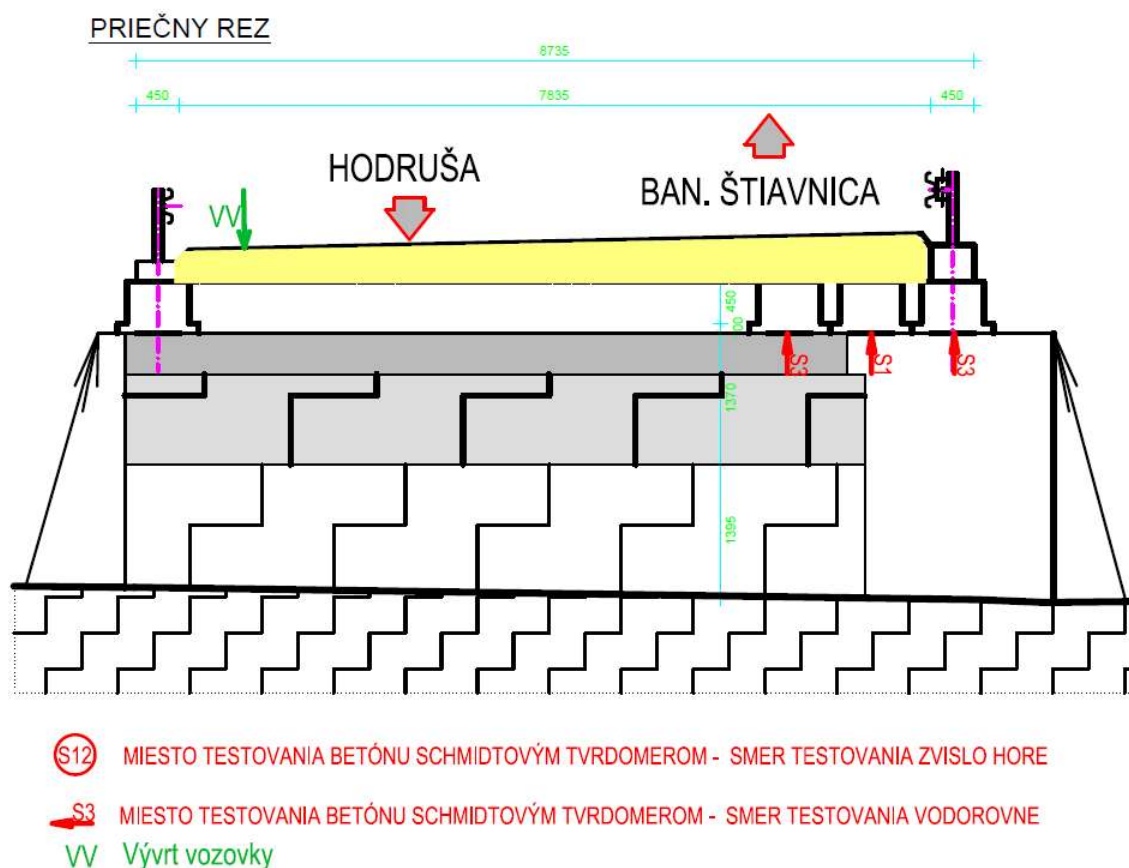 PRIEČNY REZ
8735
450 7835 450
HODRUŠA
BAN. ŠTIAVNICA
VV
450
00
S3 S1 S3
1370
1395
S12 MIESTO TESTOVANIA BETÓNU SCHMIDTOVÝM TVRDOMEROM - SMER TESTOVANIA ZVISLO HORE
S3 MIESTO TESTOVANIA BETÓNU SCHMIDTOVÝM TVRDOMEROM - SMER TESTOVANIA VODOROVNE
VV Vývrt vozovky